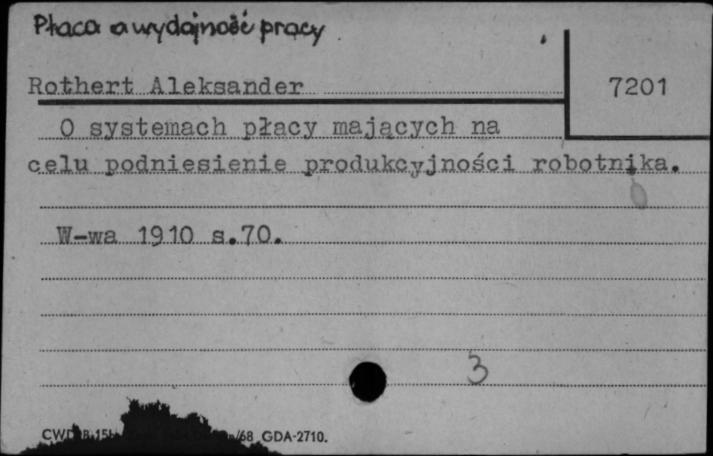 Płaca a wydajność pracy
Rothert Aleksander 7201
O systemach płacy mających na
celu podniesienie produkcyjności robotnika.
W-wa 1910 s.70.
3
/68 GDA-2710.